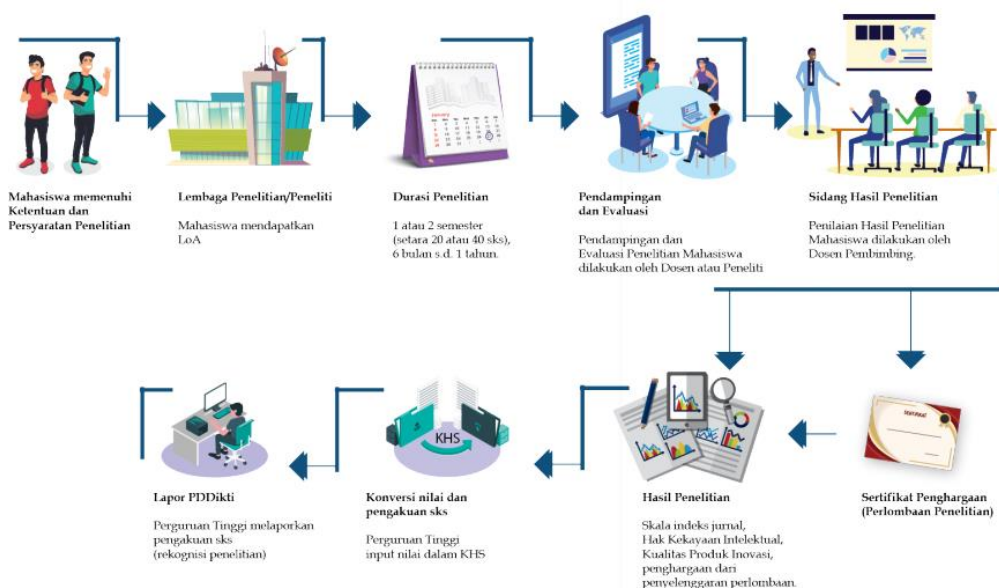 Mahasiswa memenuhi
Ketentuan dan
Persyaratan Penelitian
Lembaga Penelitian/Peneliti
Mahasiswa mendapatkan
LoA
January
Durasi Penelitian
1 atau 2 semester
(setara 20 atau 40 sks),
6 bulan s.d. 1 tahun.
Pendampingan
dan Evaluasi
Pendampingan dan
Evaluasi Penelitian Mahasiswa
dilakukan oleh Dosen atau Peneliti
Sidang Hasil Penelitian
Penilaian Hasil Penelitian
Mahasiswa dilakukan oleh
Dosen Pembimbing.
Lapor PDDikti
Perguruan Tinggi melaporkan
pengakuan sks
(rekognisi penelitian)
KHS
Konversi nilai dan
pengakuan sks
Perguruan Tinggi
input nilai dalam KHS
Hasil Penelitian
Skala indeks jurnal,
Hak Kekayaan Intelektual,
Kualitas Produk Inovasi,
penghargaan dari
penyelenggaran perlombaan.
SERTIFIKAT
Sertifikat Penghargaan
(Perlombaan Penelitian)